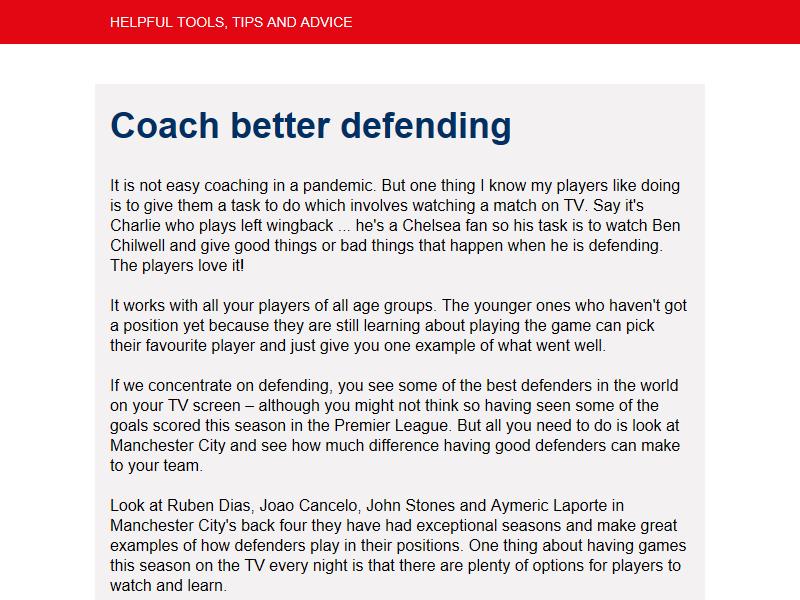 HELPFUL TOOLS, TIPS AND ADVICE
Coach better defending
It is not easy coaching in a pandemic. But one thing I know my players like doing
is to give them a task to do which involves watching a match on TV. Say it's
Charlie who plays left wingback ... he's a Chelsea fan so his task is to watch Ben
Chilwell and give good things or bad things that happen when he is defending.
The players love it!
It works with all your players of all age groups. The younger ones who haven't got
a position yet because they are still learning about playing the game can pick
their favourite player and just give you one example of what went well.
If we concentrate on defending, you see some of the best defenders in the world
on your TV screen – although you might not think so having seen some of the
goals scored this season in the Premier League. But all you need to do is look at
Manchester City and see how much difference having good defenders can make
to your team.
Look at Ruben Dias, Joao Cancelo, John Stones and Aymeric Laporte in
Manchester City's back four they have had exceptional seasons and make great
examples of how defenders play in their positions. One thing about having games
this season on the TV every night is that there are plenty of options for players to
watch and learn.